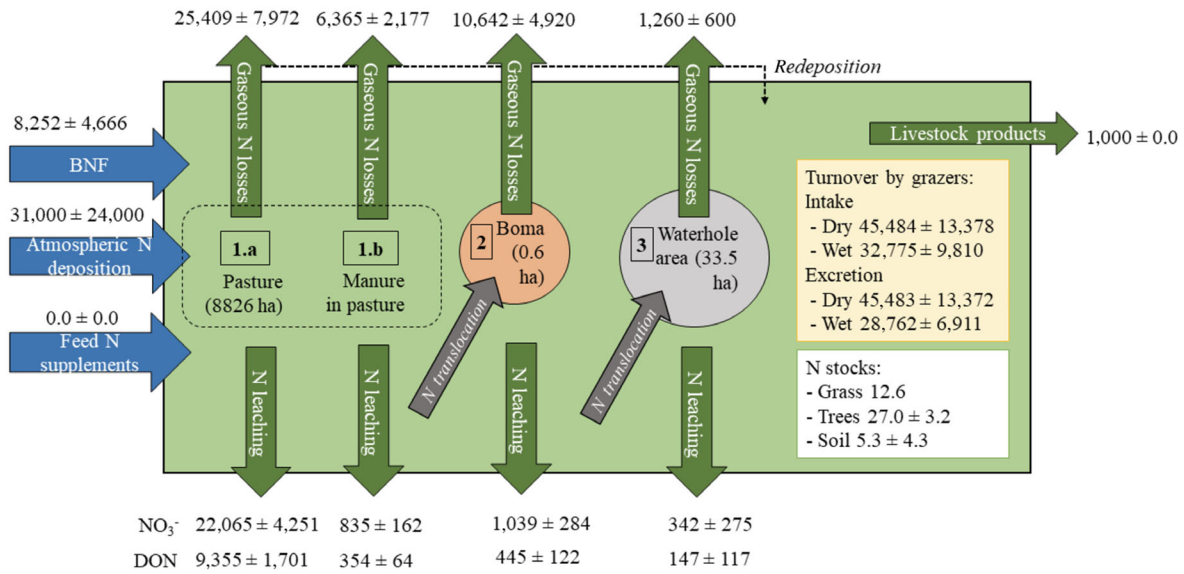 25,409 ± 7,972
6,365 ± 2,177
10,642 ± 4,920
1,260 ± 600
Redeposition
Gaseous N losses
Gaseous N losses
Gaseous N losses
Gaseous N losses
8,252 ± 4,666
BNF
31,000 ± 24,000
Atmospheric N
deposition
0.0 ± 0.0
Feed N
supplements
Livestock products
1,000 ± 0.0
1.a
Pasture
(8826 ha)
1.b
Manure
in pasture
2
Boma
(0.6
ha)
3
Waterhole
area (33.5
ha)
N translocation
N translocation
Turnover by grazers:
Intake
- Dry 45,484 ± 13,378
- Wet 32,775 ± 9,810
Excretion
- Dry 45,483 ± 13,372
- Wet 28,762 ± 6,911
N stocks:
- Grass 12.6
- Trees 27.0 ± 3.2
- Soil 5.3 ± 4.3
N leaching
N leaching
N leaching
N leaching
NO₃⁻ 22,065 ± 4,251 835 ± 162 1,039 ± 284 342 ± 275
DON 9,355 ± 1,701 354 ± 64 445 ± 122 147 ± 117